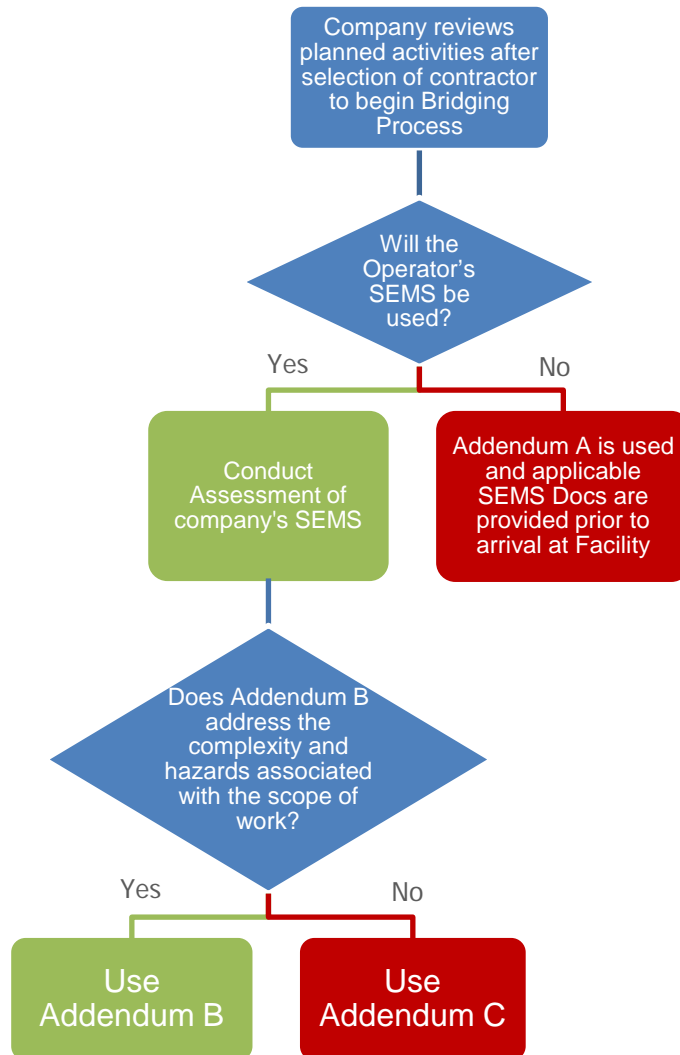 Company reviews
planned activities after
selection of contractor
to begin Bridging
Process
Will the
Operator’s
SEMS be
used?
Yes
No
Conduct
Assessment of
company's SEMS
Addendum A is used
and applicable
SEMS Docs are
provided prior to
arrival at Facility
Does Addendum B
address the
complexity and
hazards associated
with the scope of
work?
Yes
No
Use
Addendum B
Use
Addendum C